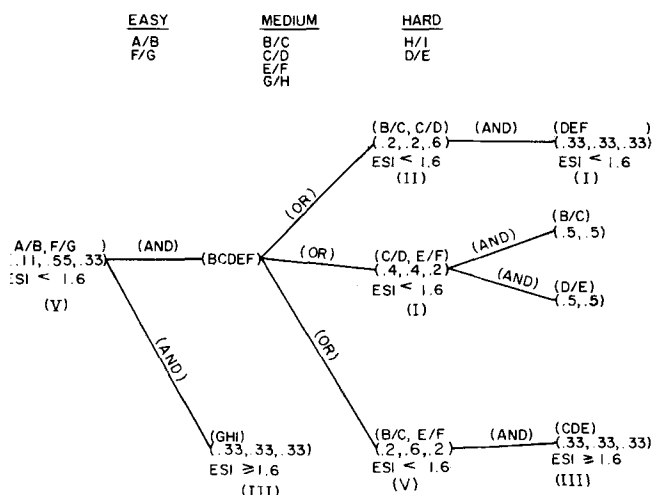 EASY MEDIUM HARD
A/B B/C H/I
F/G C/D D/E
E/F
G/H
(B/C, C/D) (AND) (DEF )
(.2,.2,.6) (.33,.33,.33)
ESI < 1.6 ESI < 1.6
(II) (I)
(OR)
(B/C)
A/B, F/G ) (AND) (BCDEF) (OR) (C/D, E/F) (AND) (.5,.5)
.11,.55,.33) (.4,.4,.2)
ESI < 1.6 ESI < 1.6 (AND) (D/E)
(V) (I) (.5,.5)
(AND) (OR)
(GHI) (B/C, E/F (AND) (CDE)
(.33,.33,.33) (.2,.6,.2) (.33,.33,.33)
ESI ≥ 1.6 ESI < 1.6 ESI ≥ 1.6
(III) (V) (III)